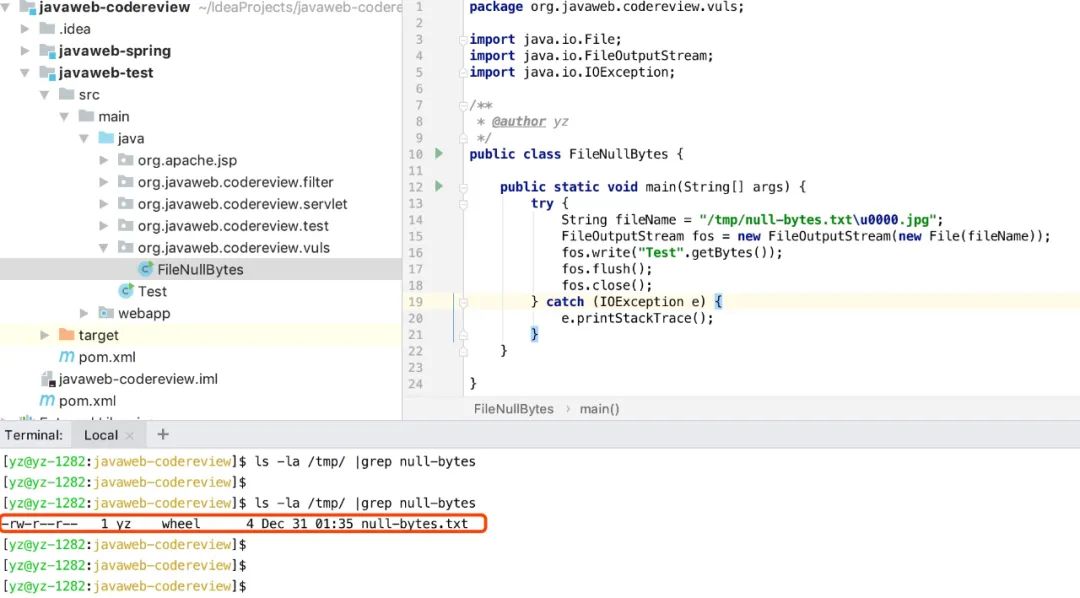 javaweb-codereview ~/IdeaProjects/javaweb-codere
.idea
javaweb-spring
javaweb-test
src
main
java
org.apache.jsp
org.javaweb.codereview.filter
org.javaweb.codereview.servlet
org.javaweb.codereview.test
org.javaweb.codereview.vuls
FileNullBytes
Test
webapp
target
pom.xml
javaweb-codereview.iml
pom.xml
1 package org.javaweb.codereview.vuls;
2
3 import java.io.File;
4 import java.io.FileOutputStream;
5 import java.io.IOException;
6
7 /**
8 * @author yz
9 */
10 public class FileNullBytes {
11
12 public static void main(String[] args) {
13 try {
14 String fileName = "/tmp/null-bytes.txt\u0000.jpg";
15 FileOutputStream fos = new FileOutputStream(new File(fileName));
16 fos.write("Test".getBytes());
17 fos.flush();
18 fos.close();
19 } catch (IOException e) {
20 e.printStackTrace();
21 }
22 }
23
24 }
FileNullBytes › main()
Terminal: Local × +
[yz@yz-1282:javaweb-codereview]$ ls -la /tmp/ |grep null-bytes
[yz@yz-1282:javaweb-codereview]$
[yz@yz-1282:javaweb-codereview]$ ls -la /tmp/ |grep null-bytes
-rw-r--r-- 1 yz wheel 4 Dec 31 01:35 null-bytes.txt
[yz@yz-1282:javaweb-codereview]$
[yz@yz-1282:javaweb-codereview]$
[yz@yz-1282:javaweb-codereview]$